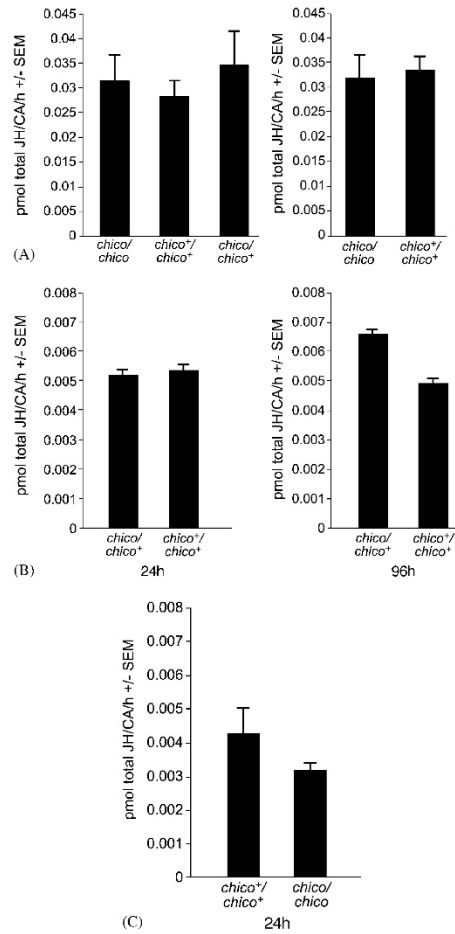 pmol total JH/CA/h +/- SEM
0.045
0.04
0.035
0.03
0.025
0.02
0.015
0.01
0.005
0
chico/
chico
chico+/
chico+
chico/
chico+
(A)
pmol total JH/CA/h +/- SEM
0.045
0.04
0.035
0.03
0.025
0.02
0.015
0.01
0.005
0
chico/
chico
chico+/
chico+
pmol total JH/CA/h +/- SEM
0.008
0.007
0.006
0.005
0.004
0.003
0.002
0.001
0
chico/
chico+
chico+/
chico+
(B)
24h
pmol total JH/CA/h +/- SEM
0.008
0.007
0.006
0.005
0.004
0.003
0.002
0.001
0
chico/
chico+
chico+/
chico+
96h
pmol total JH/CA/h +/- SEM
0.008
0.007
0.006
0.005
0.004
0.003
0.002
0.001
0
chico+/
chico+
chico/
chico
(C)
24h